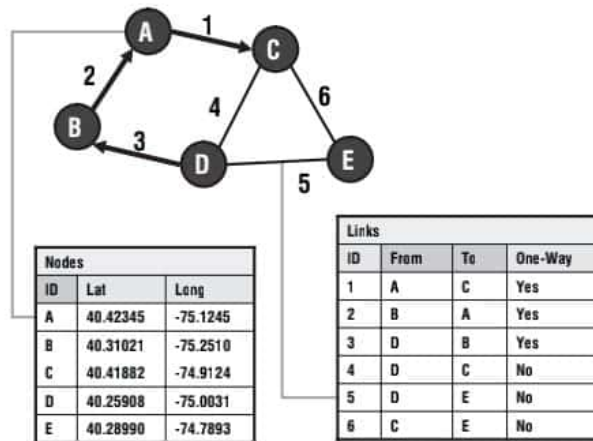 A
1
C
2
4
6
B
3
D
E
5
Nodes
ID Lat Long
A 40.42345 -75.1245
B 40.31021 -75.2510
C 40.41882 -74.9124
D 40.25908 -75.0031
E 40.28990 -74.7893
Links
ID From To One-Way
1 A C Yes
2 B A Yes
3 D B Yes
4 D C No
5 D E No
6 C E No